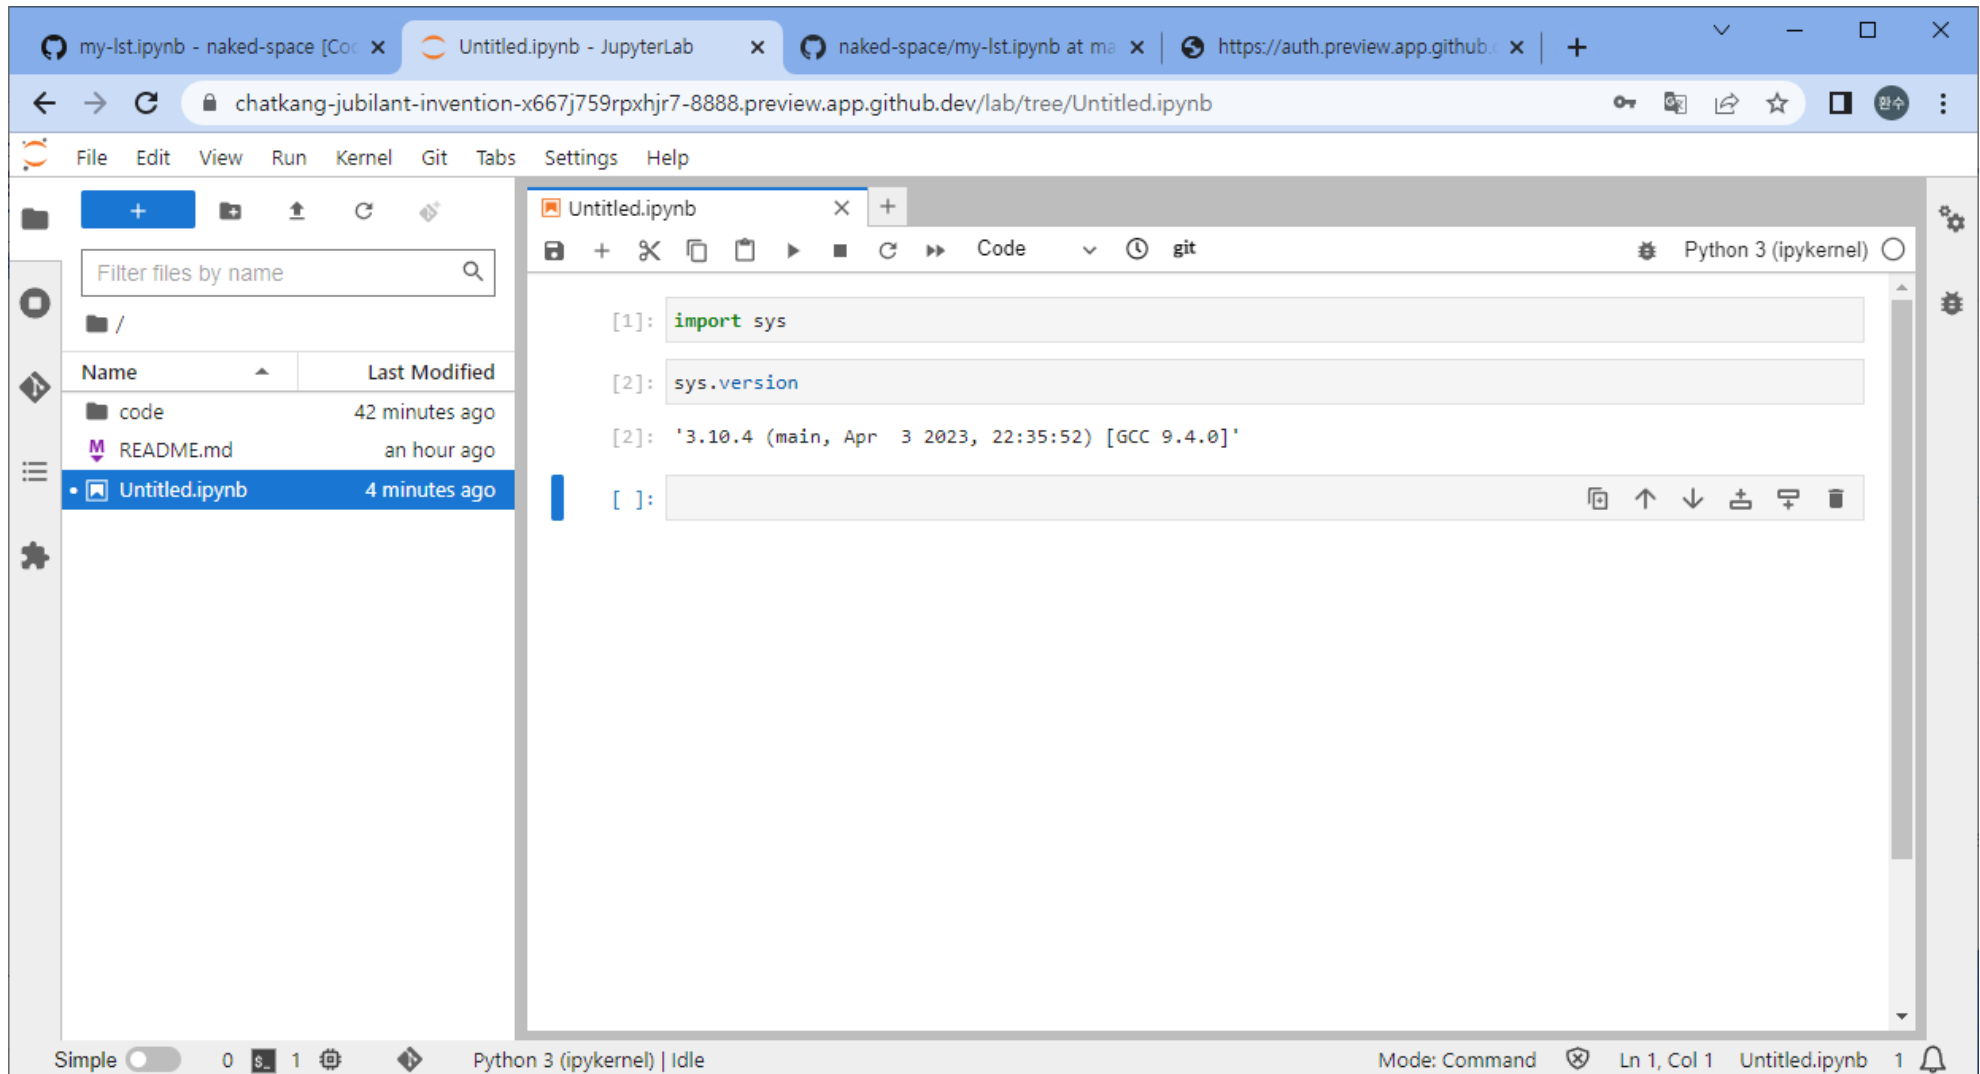 my-lst.ipynb - naked-space [Coc
Untitled.ipynb - JupyterLab
naked-space/my-lst.ipynb at ma
https://auth.preview.app.github.
chatkang-jubilant-invention-x667j759rpxhjr7-8888.preview.app.github.dev/lab/tree/Untitled.ipynb
환수
File Edit View Run Kernel Git Tabs Settings Help
+
Untitled.ipynb
Code
git
Python 3 (ipykernel)
Filter files by name
/
Name Last Modified
code 42 minutes ago
README.md an hour ago
Untitled.ipynb 4 minutes ago
[1]: import sys
[2]: sys.version
[2]: '3.10.4 (main, Apr  3 2023, 22:35:52) [GCC 9.4.0]'
[ ]:
Simple 0 $_ 1 Python 3 (ipykernel) | Idle Mode: Command Ln 1, Col 1 Untitled.ipynb 1